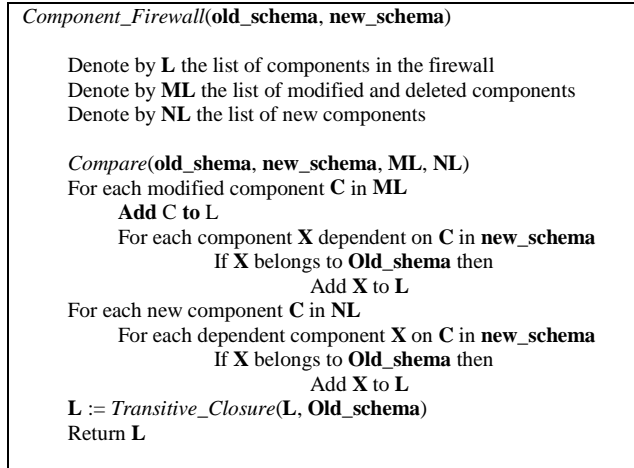 Component_Firewall(old_schema, new_schema)
Denote by L the list of components in the firewall
Denote by ML the list of modified and deleted components
Denote by NL the list of new components
Compare(old_shema, new_schema, ML, NL)
For each modified component C in ML
Add C to L
For each component X dependent on C in new_schema
If X belongs to Old_shema then
Add X to L
For each new component C in NL
For each dependent component X on C in new_schema
If X belongs to Old_shema then
Add X to L
L := Transitive_Closure(L, Old_schema)
Return L